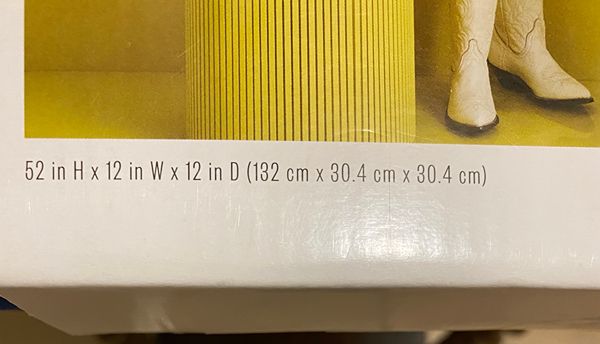 52 in H x 12 in W x 12 in D (132 cm x 30.4 cm x 30.4 cm)